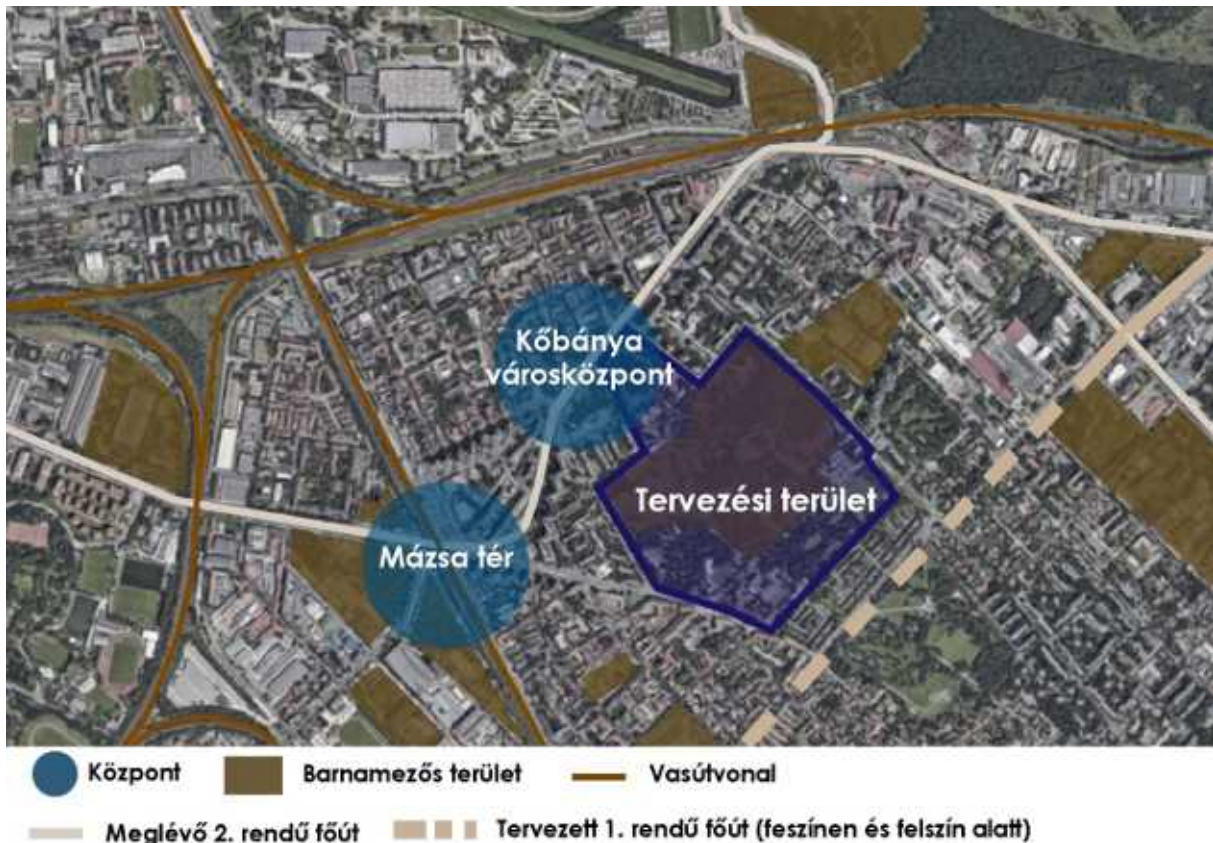 Kőbánya
városközpont
Tervezési terület
Mázsa tér
Központ
Barnamezős terület
Vasútvonal
Meglévő 2. rendű főút
Tervezett 1. rendű főút (feszínen és felszín alatt)